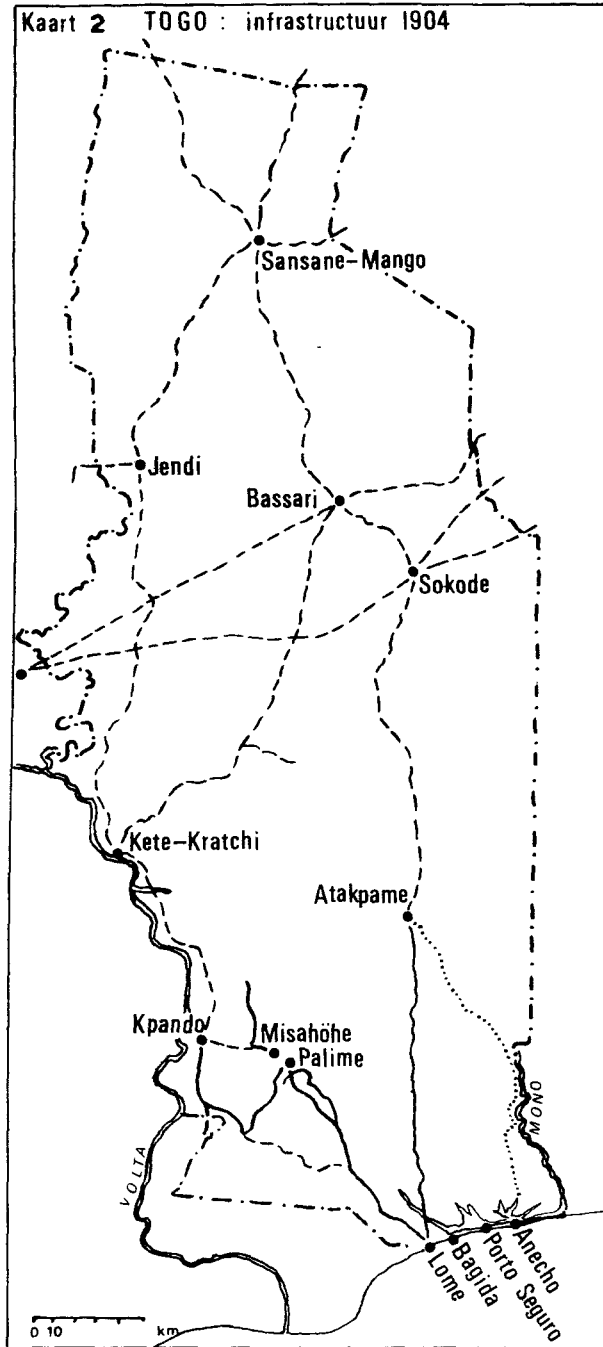 Kaart 2 TOGO : infrastructuur 1904
Sansane-Mango
Jendi
Bassari
Sokode
Kete-Kratchi
Atakpame
Kpando
Misahöhe
Palime
MONO
VOLTA
Lome
Bagida
Porto Seguro
Anecho
0 10 km